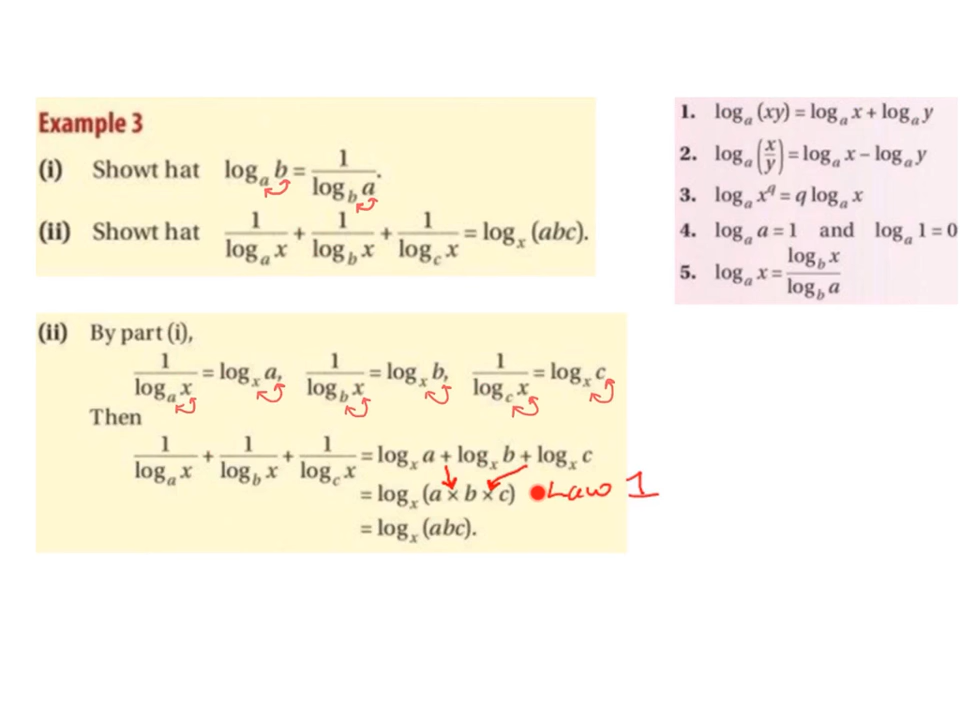 Example 3
(i) Showt hat log_a b = 1/log_b a.
(ii) Showt hat 1/log_a x + 1/log_b x + 1/log_c x = log_x (abc).
1. log_a (xy) = log_a x + log_a y
2. log_a (x/y) = log_a x − log_a y
3. log_a x^q = q log_a x
4. log_a a = 1 and log_a 1 = 0
5. log_a x = log_b x / log_b a
(ii) By part (i),
1/log_a x = log_x a, 1/log_b x = log_x b, 1/log_c x = log_x c
Then
1/log_a x + 1/log_b x + 1/log_c x = log_x a + log_x b + log_x c
= log_x (a × b × c) Law 1
= log_x (abc).